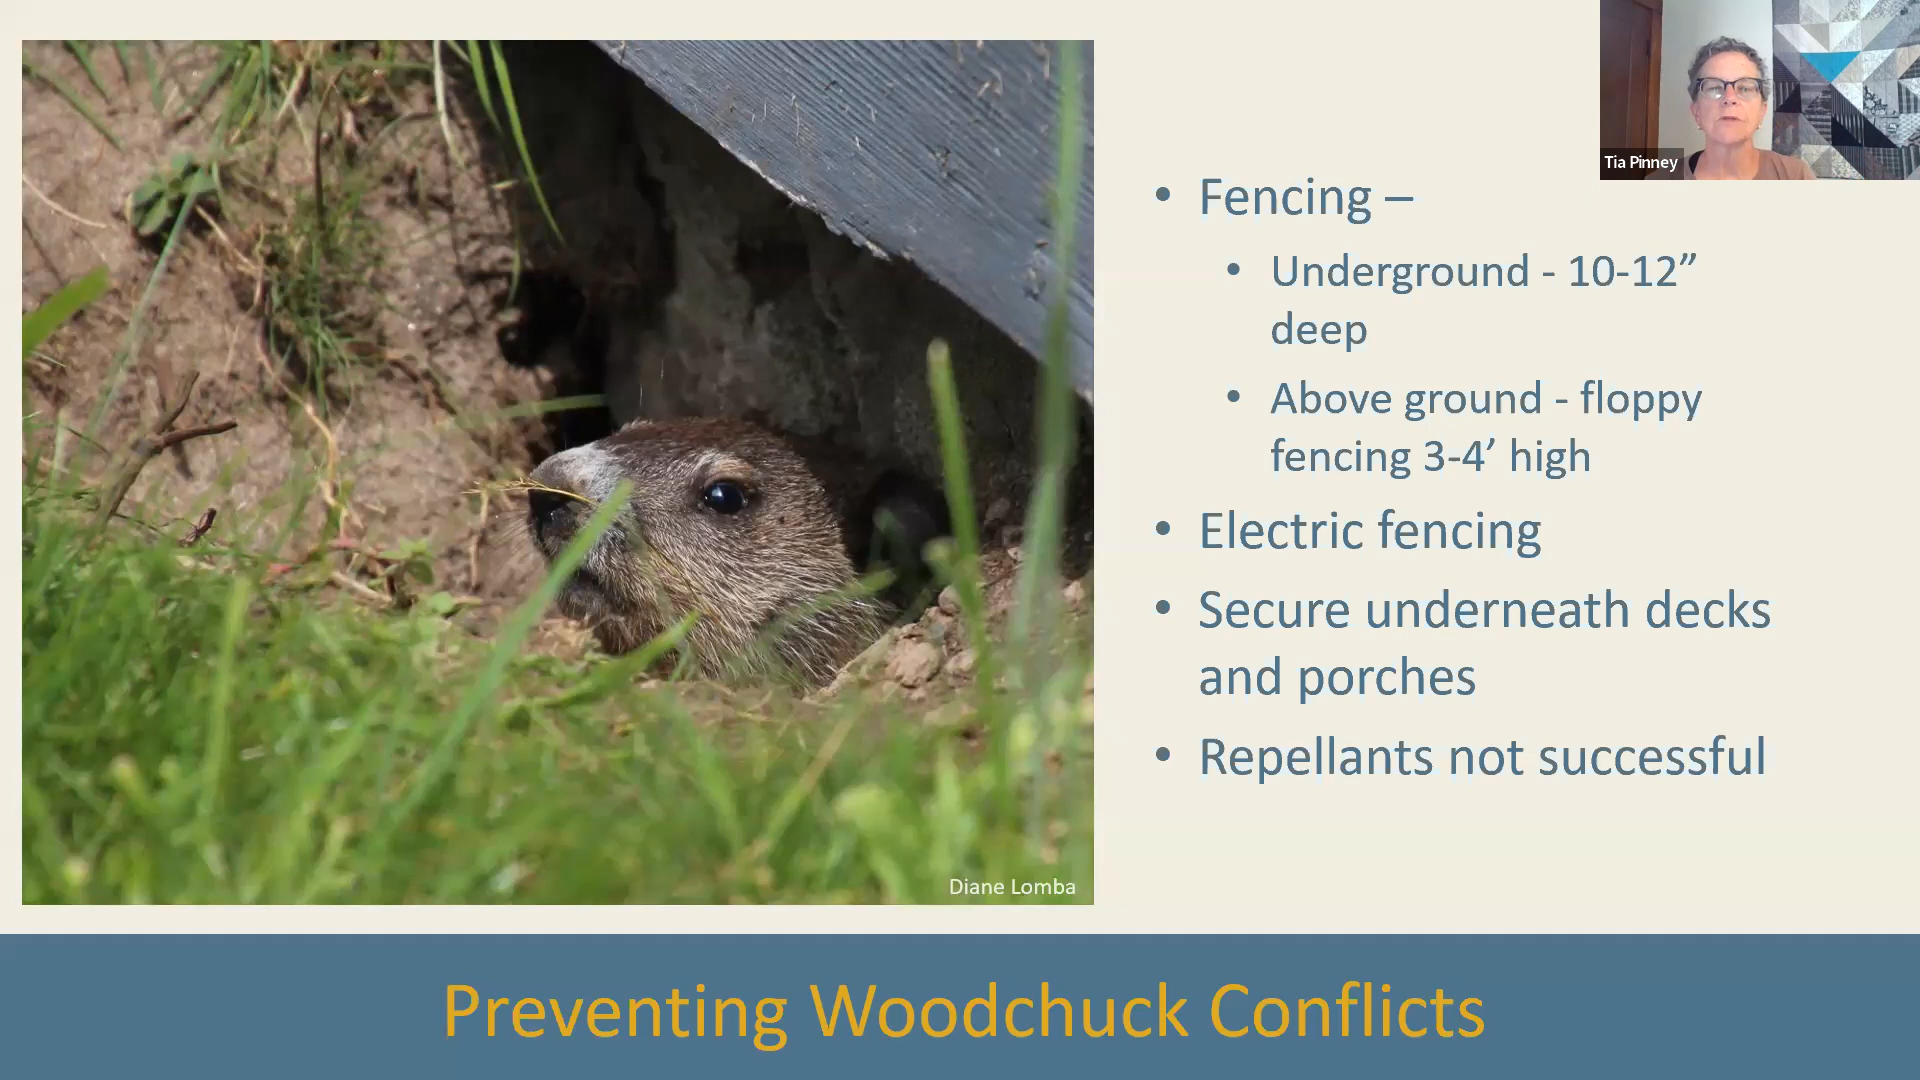 Tia Pinney
• Fencing –
• Underground - 10-12”
deep
• Above ground - floppy
fencing 3-4’ high
• Electric fencing
• Secure underneath decks
and porches
• Repellants not successful
Diane Lomba
Preventing Woodchuck Conflicts